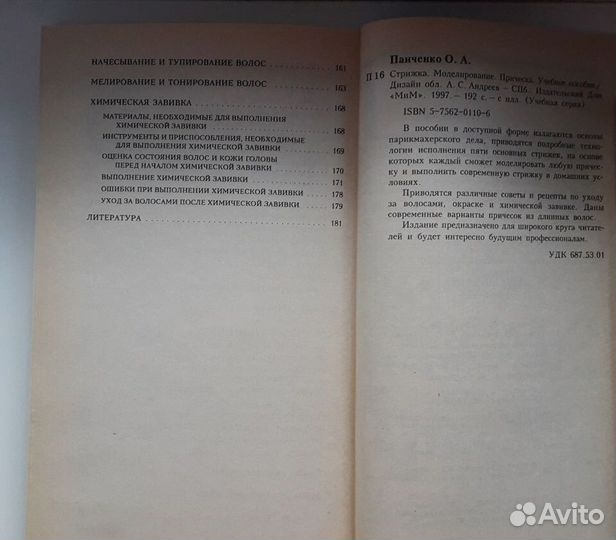 НАЧЕСЫВАНИЕ И ТУПИРОВАНИЕ ВОЛОС 161
МЕЛИРОВАНИЕ И ТОНИРОВАНИЕ ВОЛОС 163
ХИМИЧЕСКАЯ ЗАВИВКА 168
МАТЕРИАЛЫ, НЕОБХОДИМЫЕ ДЛЯ ВЫПОЛНЕНИЯ
ХИМИЧЕСКОЙ ЗАВИВКИ 168
ИНСТРУМЕНТЫ И ПРИСПОСОБЛЕНИЯ, НЕОБХОДИМЫЕ
ДЛЯ ВЫПОЛНЕНИЯ ХИМИЧЕСКОЙ ЗАВИВКИ 169
ОЦЕНКА СОСТОЯНИЯ ВОЛОС И КОЖИ ГОЛОВЫ
ПЕРЕД НАЧАЛОМ ХИМИЧЕСКОЙ ЗАВИВКИ 170
ВЫПОЛНЕНИЕ ХИМИЧЕСКОЙ ЗАВИВКИ 171
ОШИБКИ ПРИ ВЫПОЛНЕНИИ ХИМИЧЕСКОЙ ЗАВИВКИ 178
УХОД ЗА ВОЛОСАМИ ПОСЛЕ ХИМИЧЕСКОЙ ЗАВИВКИ 179
ЛИТЕРАТУРА 181
Панченко О. А.
П 16 Стрижка. Моделирование. Прическа. Учебное пособие /
Дизайн обл. А. С. Андреев – СПб. Издательский Дом
«МиМ». 1997. – 192 с. – с илл. (Учебная серия)
ISBN 5-7562-0110-6
В пособии в доступной форме излагаются основы
парикмахерского дела, приводятся подробные техно-
логии исполнения пяти основных стрижек, на основе
которых каждый сможет моделировать любую причес-
ку и выполнить современную стрижку в домашних ус-
ловиях.
Приводятся различные советы и рецепты по уходу
за волосами, окраске и химической завивке. Даны
современные варианты причесок из длинных волос.
Издание предназначено для широкого круга читате-
лей и будет интересно будущим профессионалам.
УДК 687.53.01
Avito